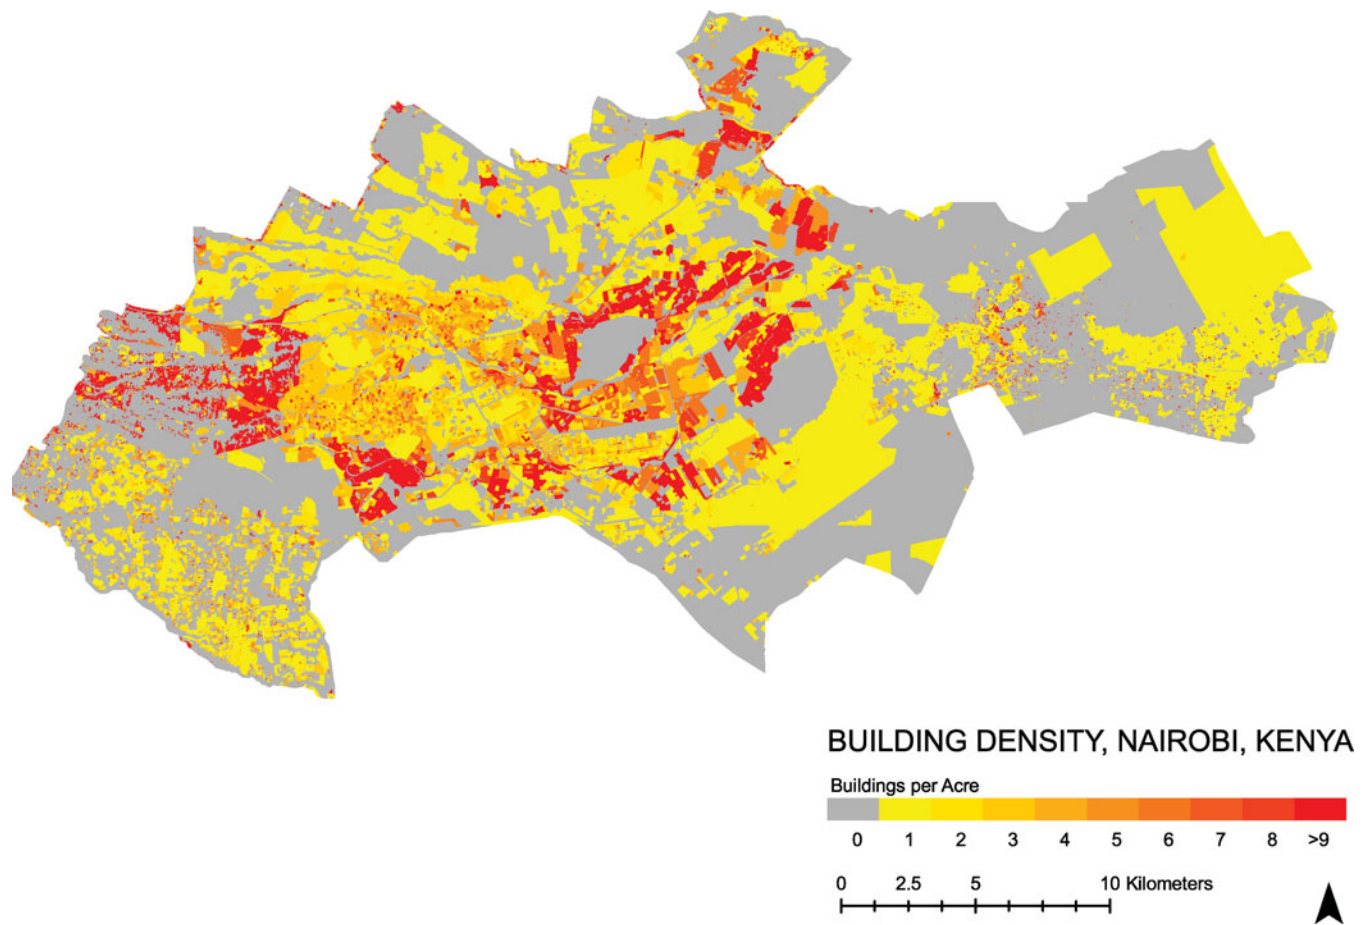 BUILDING DENSITY, NAIROBI, KENYA
Buildings per Acre
0 1 2 3 4 5 6 7 8 >9
0 2.5 5 10 Kilometers